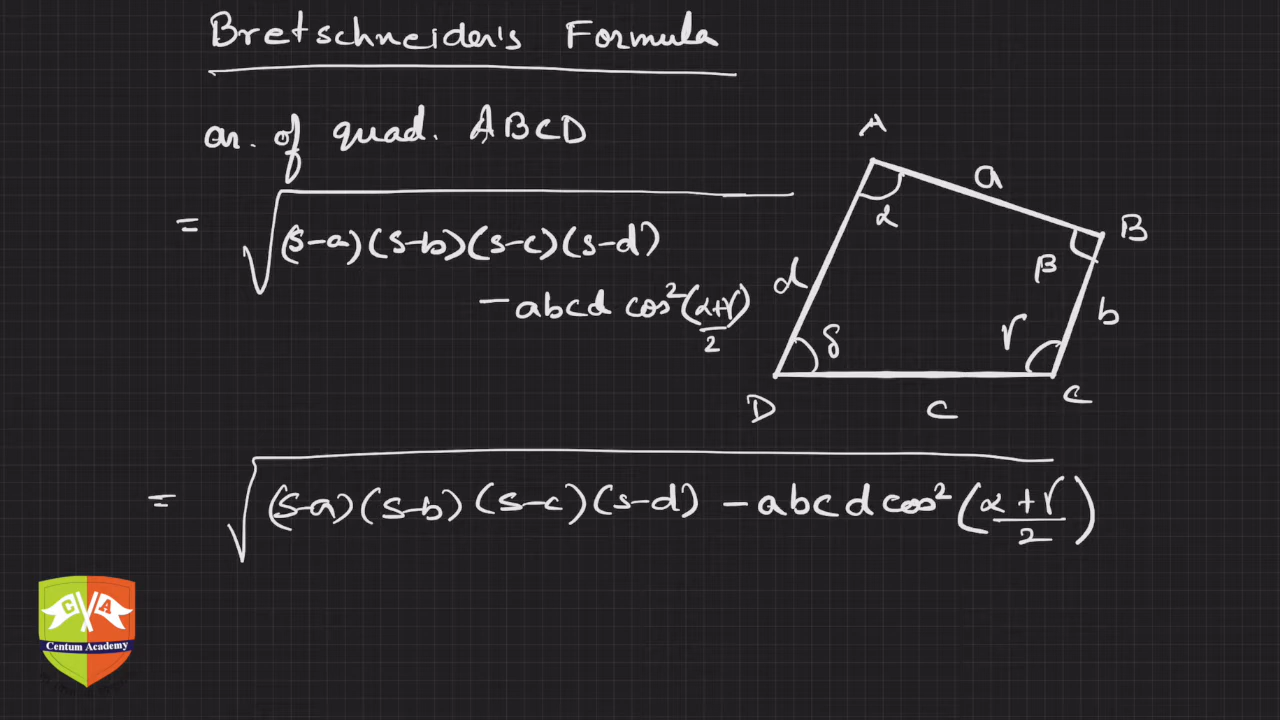 Bretschneider's Formula
ar. of quad. ABCD
= √(s-a)(s-b)(s-c)(s-d)
- abcd cos²(α+γ)/2
A
a
B
α
β
d
b
δ
γ
D
c
C
= √(s-a)(s-b)(s-c)(s-d) - abcd cos²(α+γ/2)
C A
Centum Academy